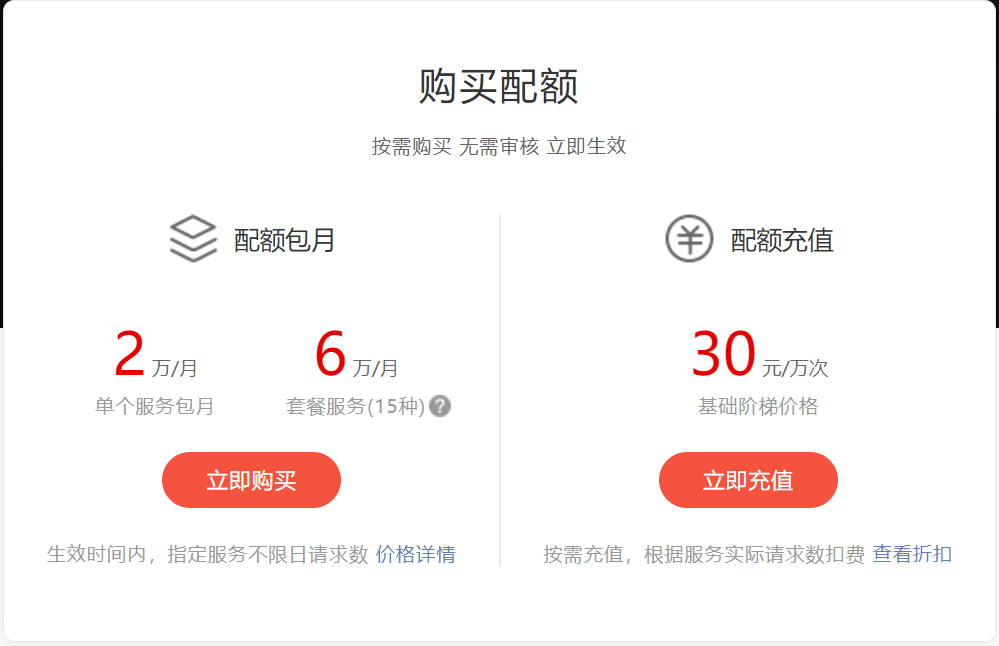 购买配额
按需购买 无需审核 立即生效
配额包月
2万/月
单个服务包月
6万/月
套餐服务(15种)?
立即购买
生效时间内，指定服务不限日请求数 价格详情
配额充值
30元/万次
基础阶梯价格
立即充值
按需充值，根据服务实际请求数扣费 查看折扣